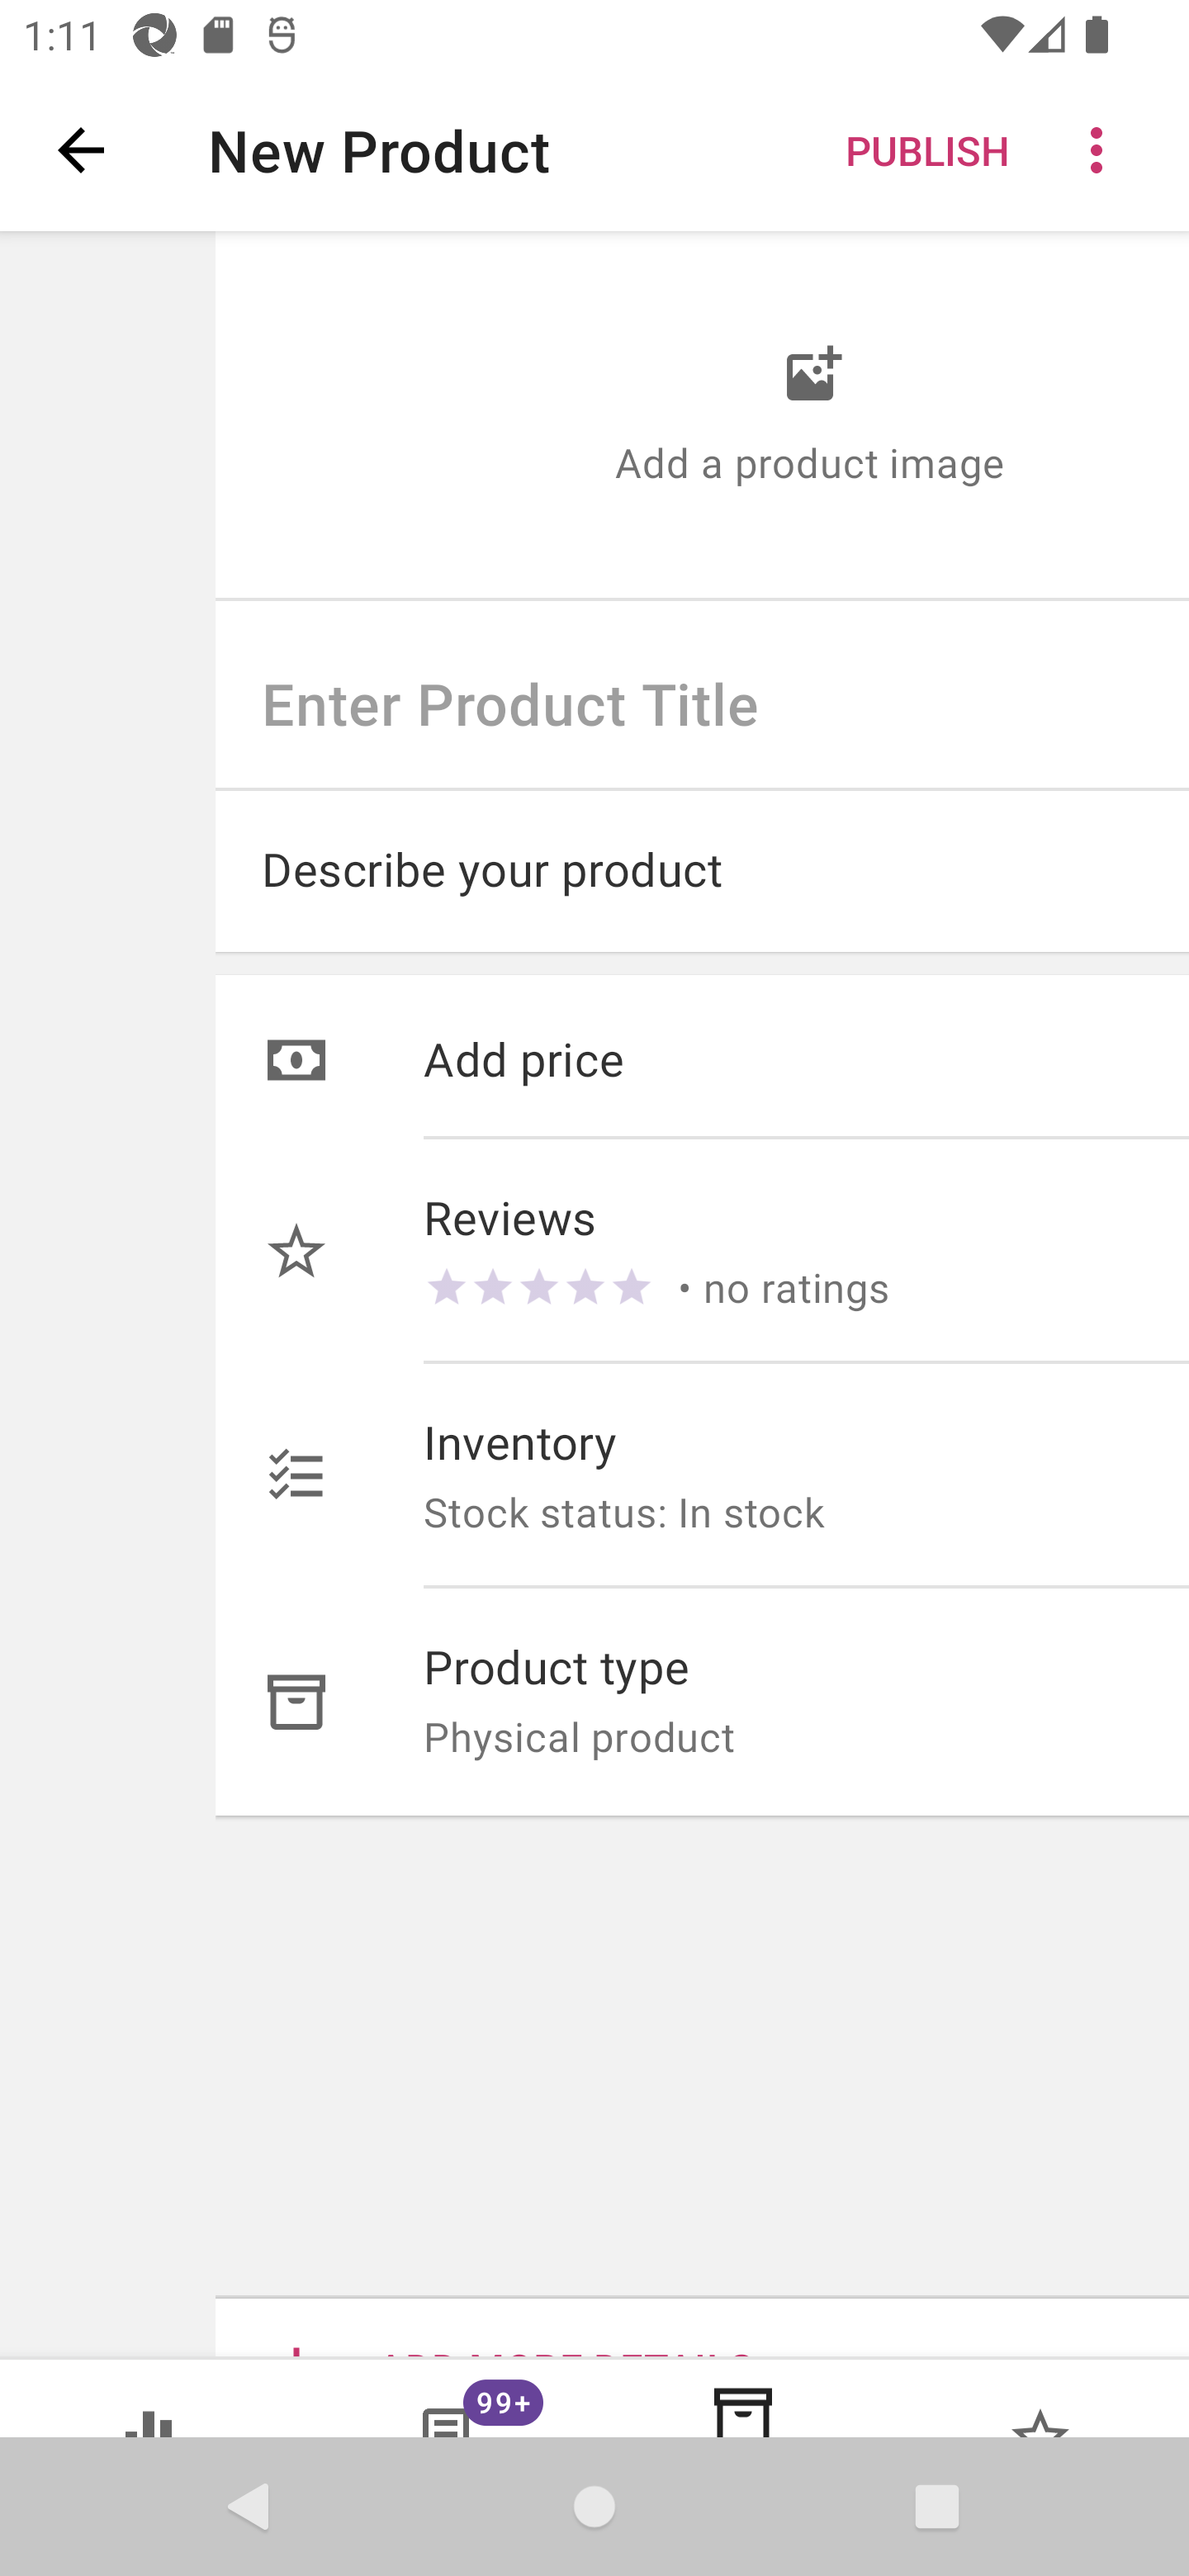 1:11
New Product
PUBLISH
Add a product image
Enter Product Title
Describe your product
Add price
Reviews
• no ratings
Inventory
Stock status: In stock
Product type
Physical product
99+